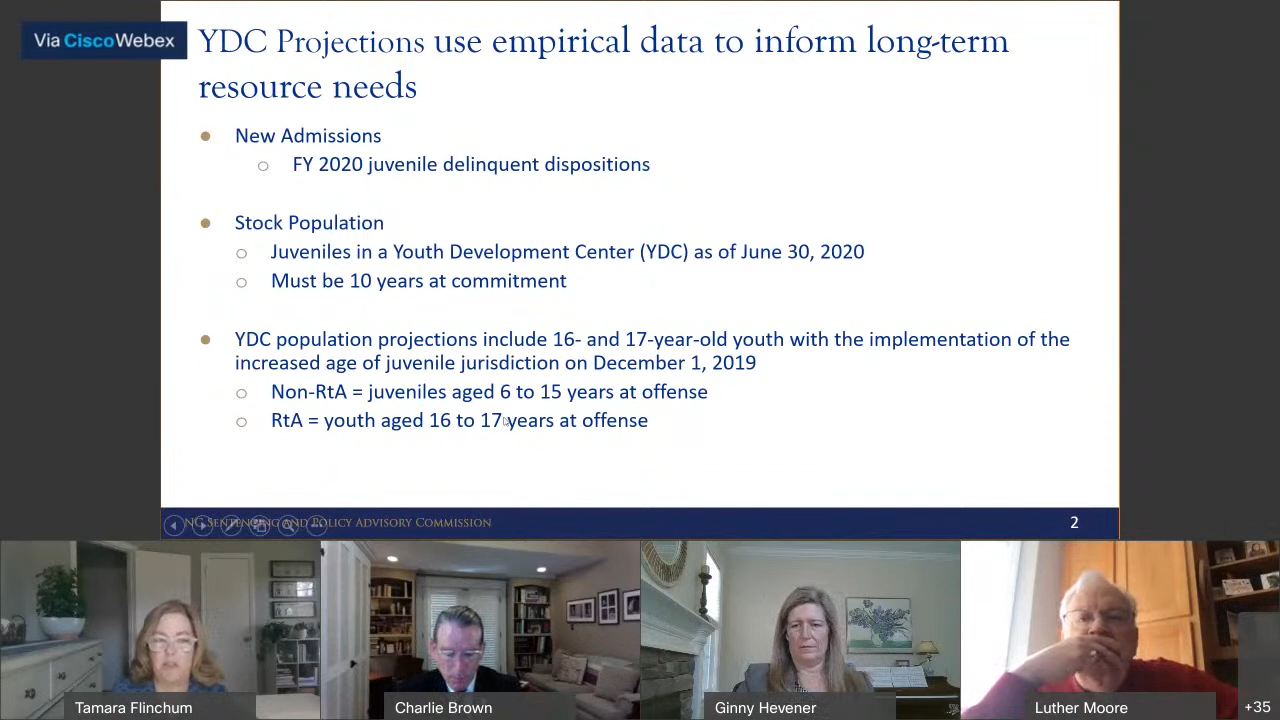 Via Cisco Webex
YDC Projections use empirical data to inform long-term
resource needs
New Admissions
FY 2020 juvenile delinquent dispositions
Stock Population
Juveniles in a Youth Development Center (YDC) as of June 30, 2020
Must be 10 years at commitment
YDC population projections include 16- and 17-year-old youth with the implementation of the
increased age of juvenile jurisdiction on December 1, 2019
Non-RtA = juveniles aged 6 to 15 years at offense
RtA = youth aged 16 to 17 years at offense
NC Sentencing and Policy Advisory Commission
2
Tamara Flinchum
Charlie Brown
Ginny Hevener
Luther Moore
+35